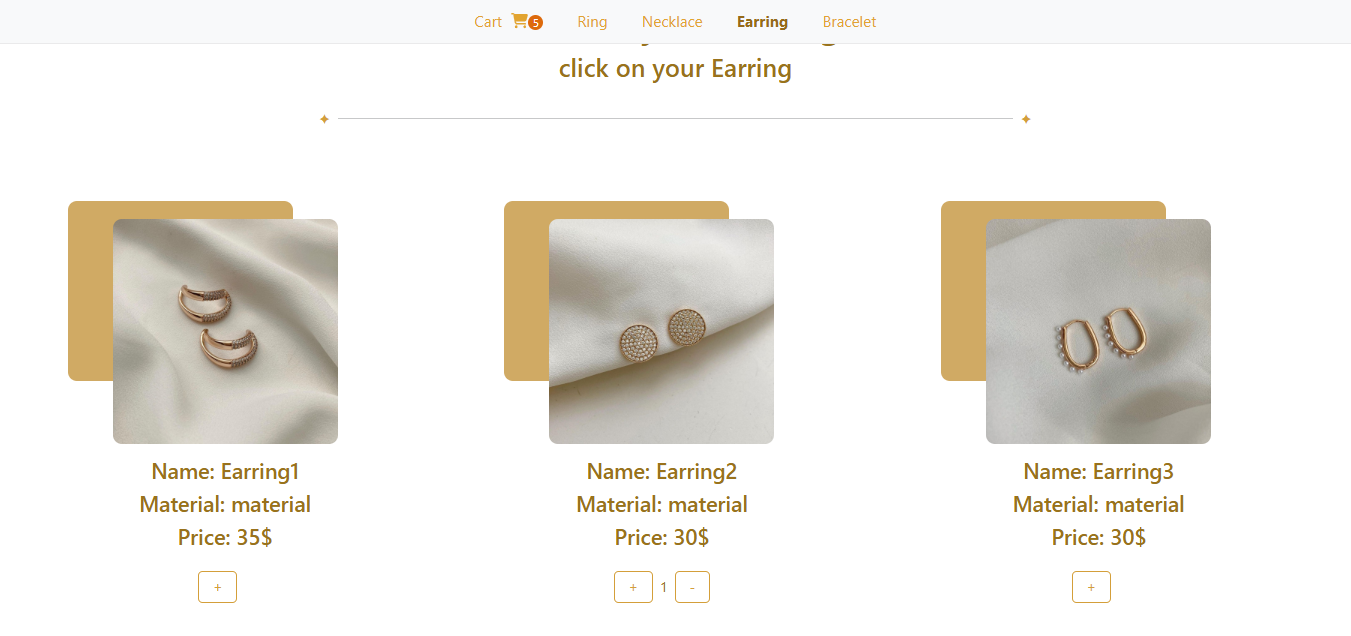 Cart 5 Ring Necklace Earring Bracelet
click on your Earring
Name: Earring1
Material: material
Price: 35$
+
Name: Earring2
Material: material
Price: 30$
+ 1 -
Name: Earring3
Material: material
Price: 30$
+